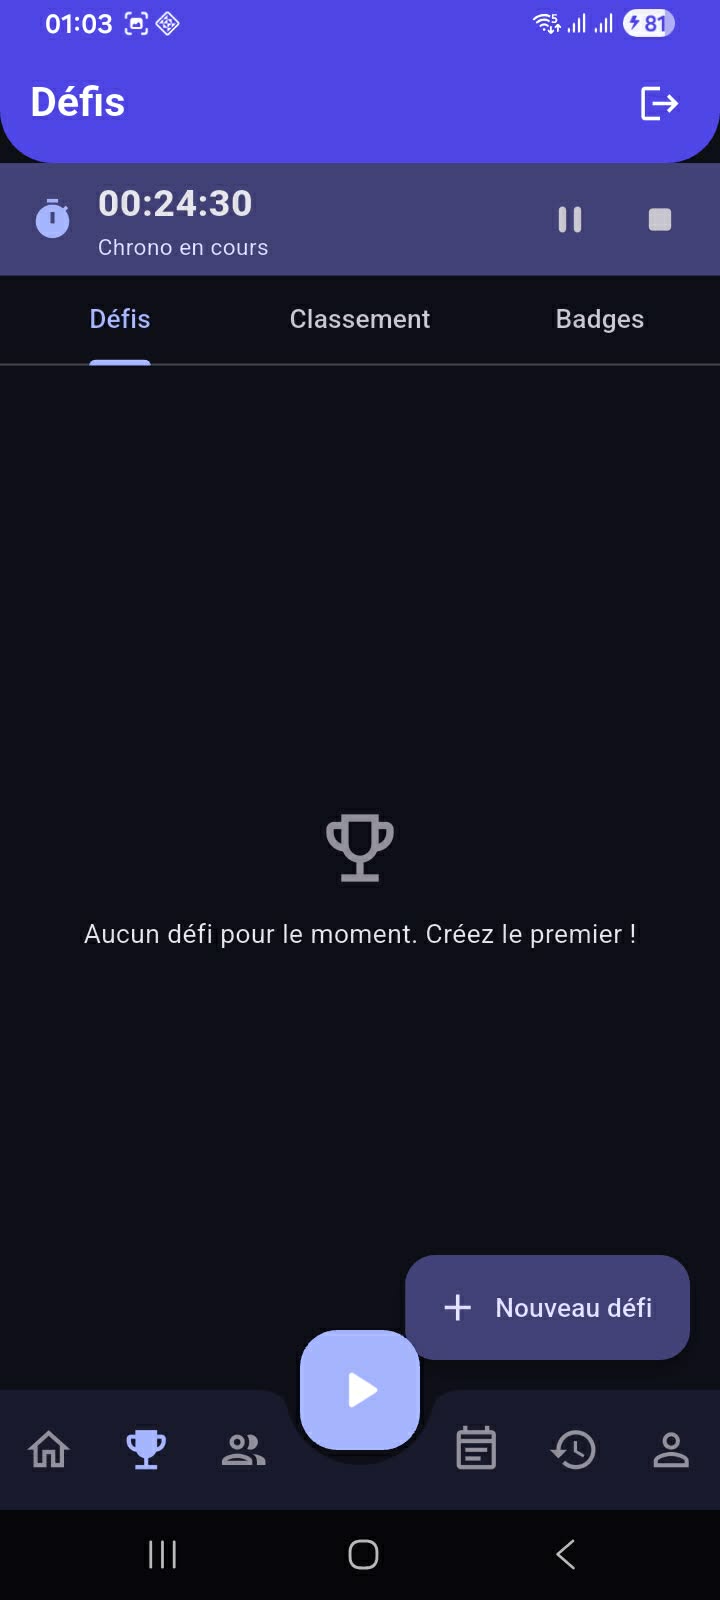 01:03
5
81
Défis
00:24:30
Chrono en cours
Défis
Classement
Badges
Aucun défi pour le moment. Créez le premier !
Nouveau défi